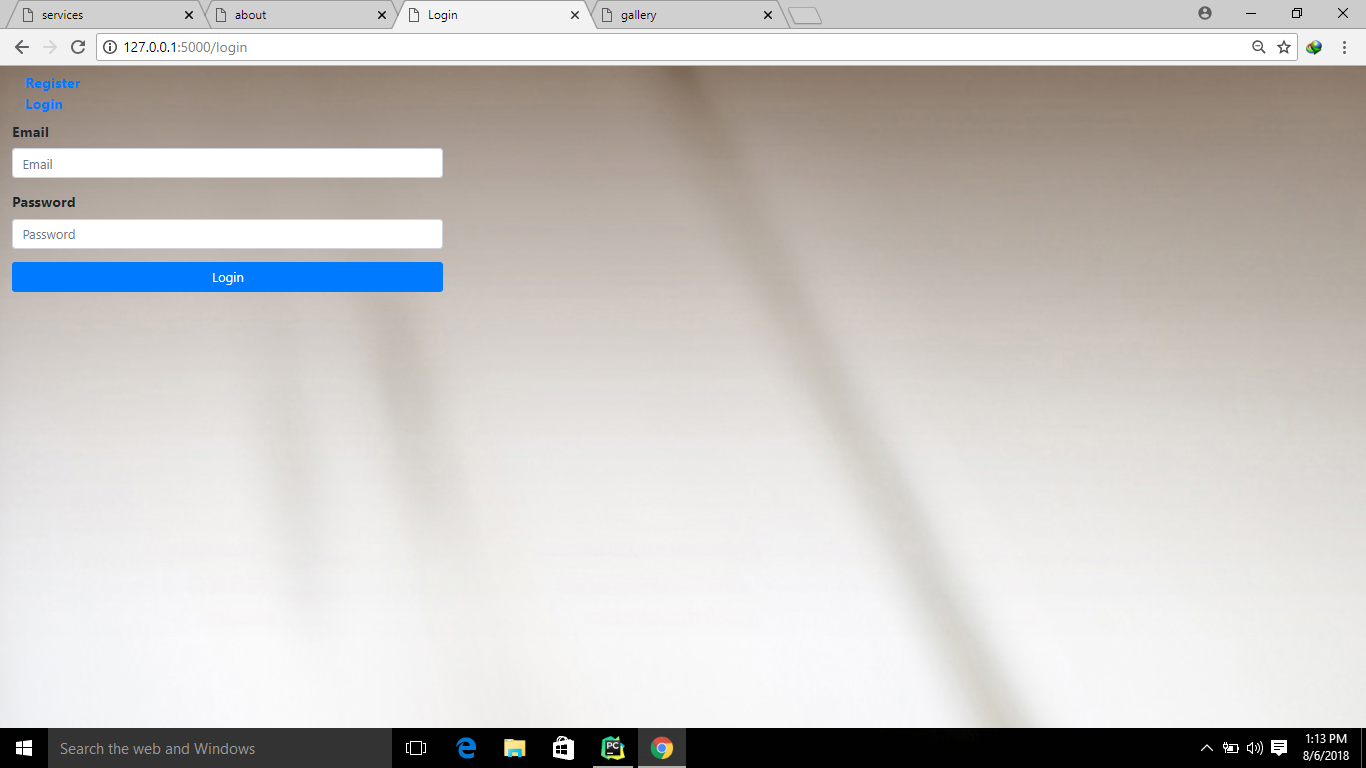 services
about
Login
gallery
127.0.0.1:5000/login
Register
Login
Email
Email
Password
Password
Login
Search the web and Windows
PC
1:13 PM
8/6/2018